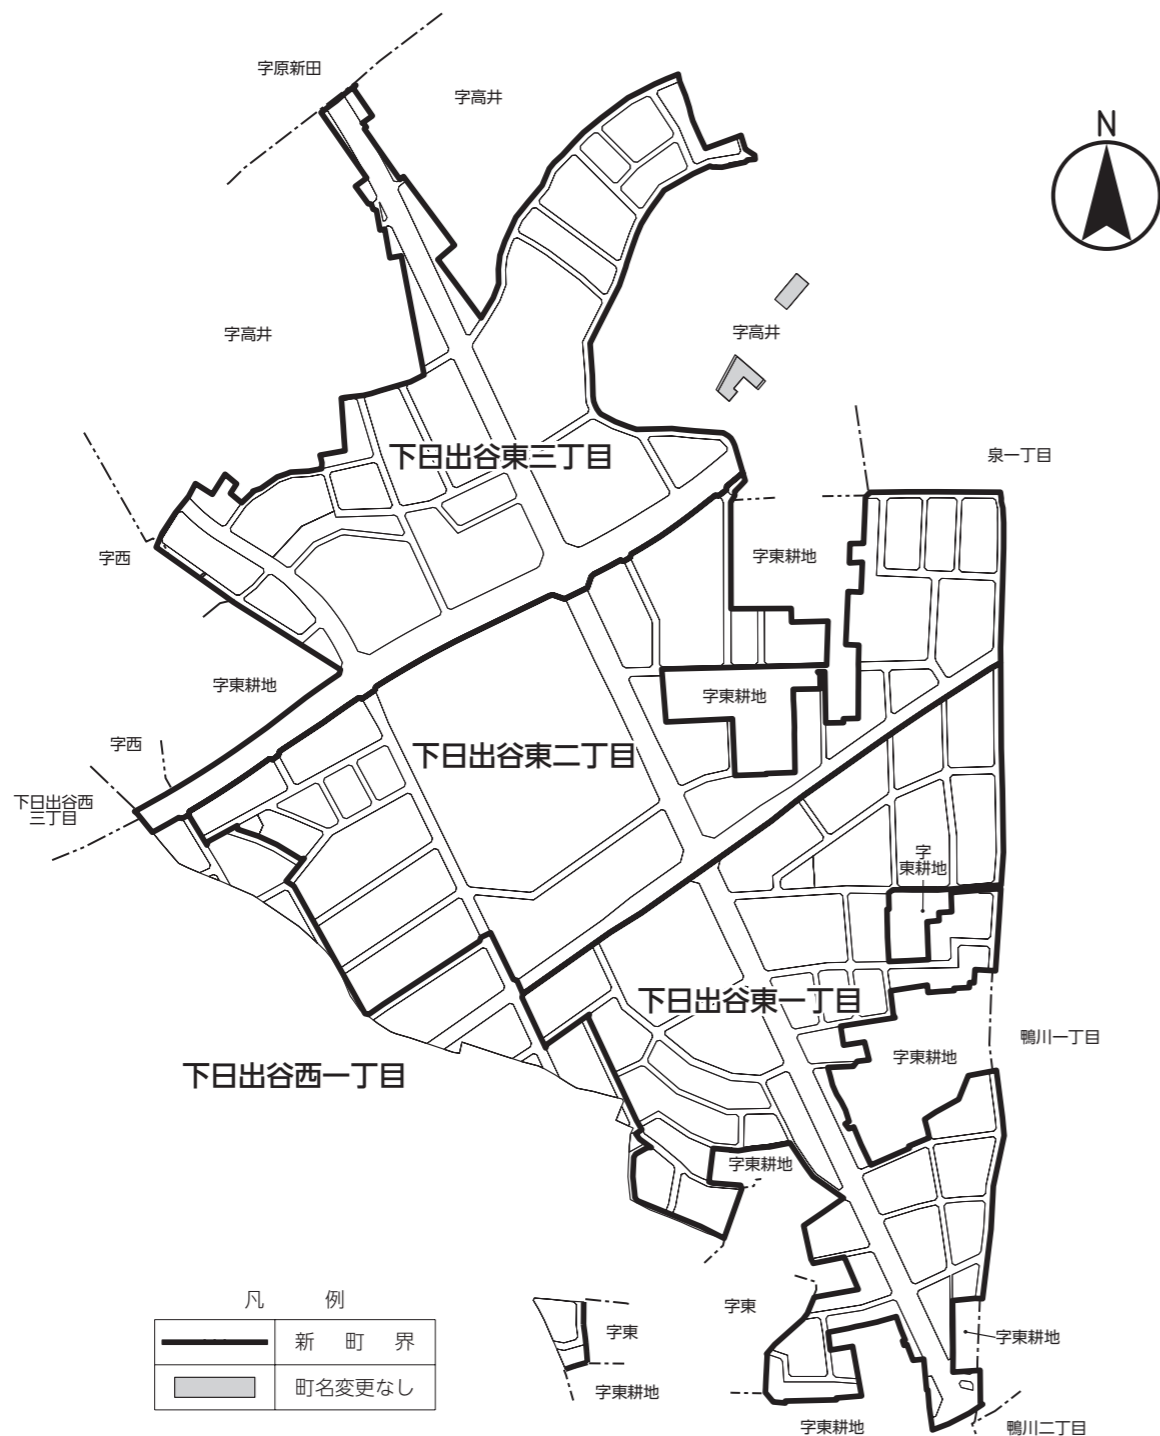 字原新田
字高井
N
字高井
字高井
下日出谷東三丁目
泉一丁目
字西
字東耕地
字東耕地
字東耕地
字西
下日出谷東二丁目
下日出谷西
三丁目
字
東耕地
下日出谷東一丁目
鴨川一丁目
字東耕地
下日出谷西一丁目
字東耕地
凡例
新町界
町名変更なし
字東
字東
字東耕地
字東耕地
字東耕地
鴨川二丁目